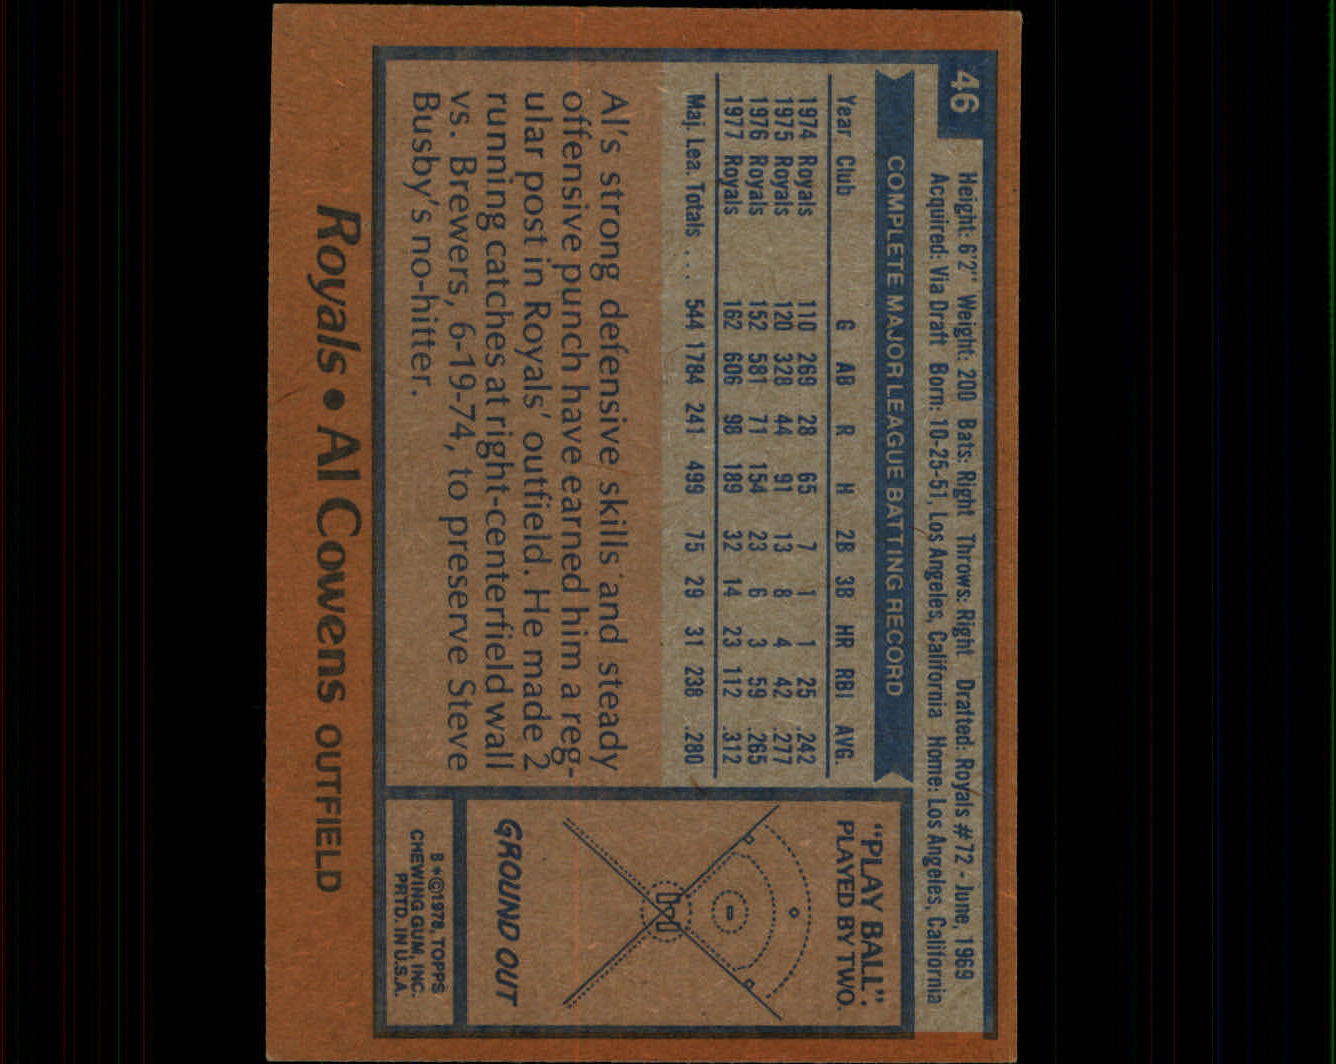 46
Height: 6'2" Weight: 200 Bats: Right Throws: Right Drafted: Royals #72 - June, 1969
Acquired: Via Draft Born: 10-25-51, Los Angeles, California Home: Los Angeles, California
COMPLETE MAJOR LEAGUE BATTING RECORD
Year Club G AB R H 2B 3B HR RBI AVG.
1974 Royals 110 269 28 65 7 1 1 25 .242
1975 Royals 120 328 44 91 13 8 4 42 .277
1976 Royals 152 581 71 154 23 6 3 59 .265
1977 Royals 162 606 98 189 32 14 23 112 .312
Maj. Lea. Totals . . . 544 1784 241 499 75 29 31 238 .280
Al's strong defensive skills and steady
offensive punch have earned him a reg-
ular post in Royals' outfield. He made 2
running catches at right-centerfield wall
vs. Brewers, 6-19-74, to preserve Steve
Busby's no-hitter.
"PLAY BALL".
PLAYED BY TWO.
GROUND OUT
B*©1978, TOPPS
CHEWING GUM, INC.
PRTD. IN U.S.A.
Royals • Al Cowens OUTFIELD